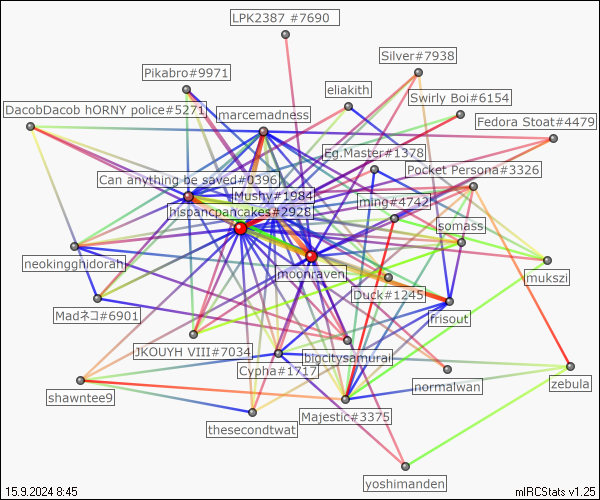 LPK2387 #7690
Silver#7938
Pikabro#9971
eliakith
Swirly Boi#6154
DacobDacob hORNY police#5271
marcemadness
Fedora Stoat#4479
Eg.Master#1378
Pocket Persona#3326
Can anything be saved#0396
Mushy#1984
ming#4742
hispancpancakes#2928
somass
neokingghidorah
moonraven
mukszi
Duck#1245
Madネコ#6901
frisout
JKOUYH VIII#7034
bigcitysamurai
Cypha#1717
normalwan
zebula
shawntee9
Majestic#3375
thesecondtwat
yoshimanden
15.9.2024 8:45
mIRCStats v1.25